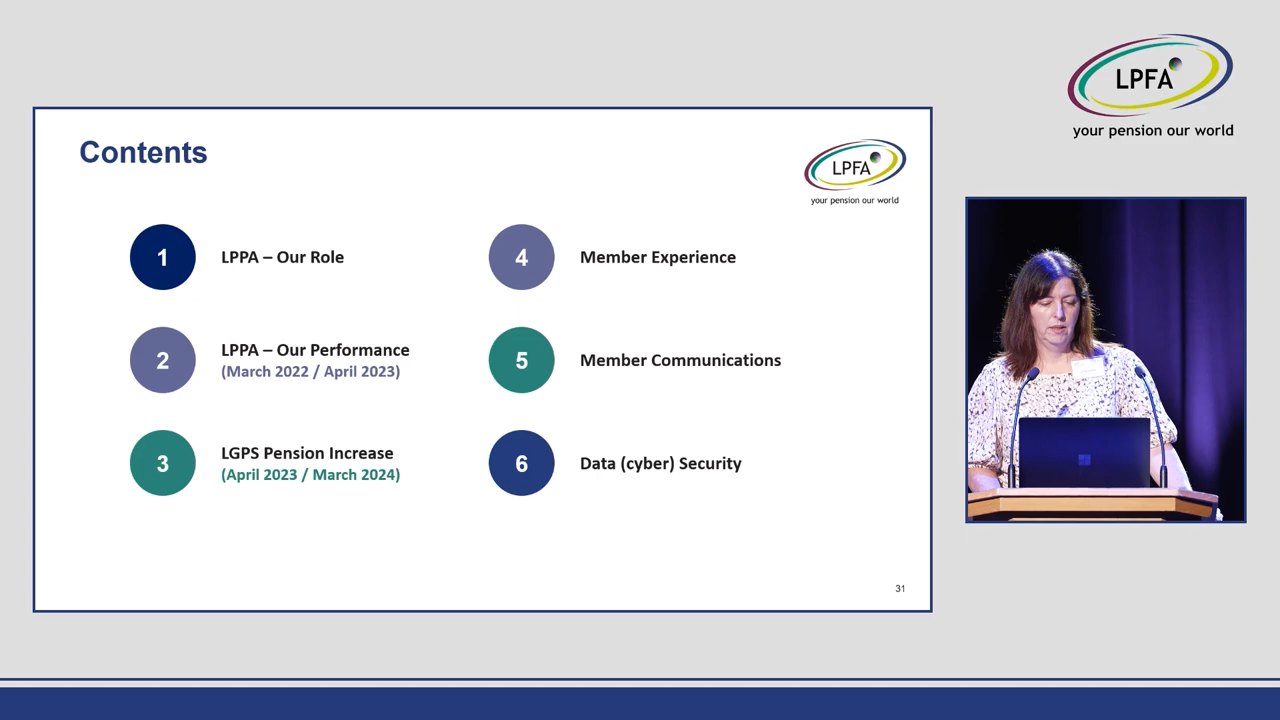 LPFA
your pension our world
Contents
LPFA
your pension our world
1
LPPA – Our Role
2
LPPA – Our Performance
(March 2022 / April 2023)
3
LGPS Pension Increase
(April 2023 / March 2024)
4
Member Experience
5
Member Communications
6
Data (cyber) Security
31